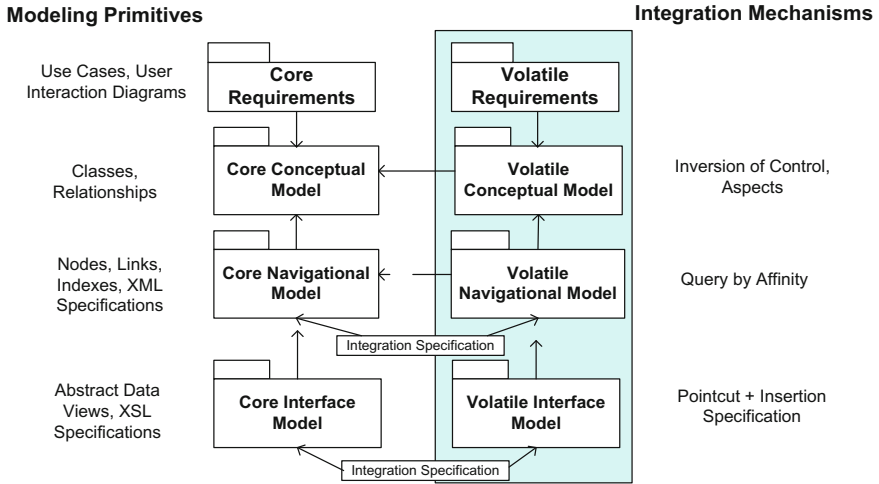 Modeling Primitives
Integration Mechanisms
Use Cases, User
Interaction Diagrams
Core
Requirements
Volatile
Requirements
Classes,
Relationships
Core Conceptual
Model
Volatile
Conceptual Model
Inversion of Control,
Aspects
Nodes, Links,
Indexes, XML
Specifications
Core Navigational
Model
Volatile
Navigational Model
Query by Affinity
Integration Specification
Abstract Data
Views, XSL
Specifications
Core Interface
Model
Volatile Interface
Model
Pointcut + Insertion
Specification
Integration Specification